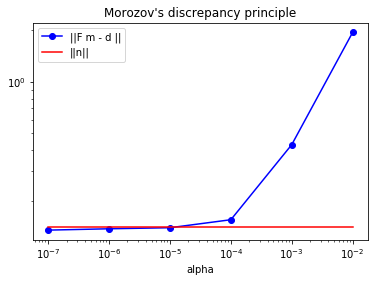 Morozov's discrepancy principle
||F m - d ||
||n||
10⁰
10⁻⁷ 10⁻⁶ 10⁻⁵ 10⁻⁴ 10⁻³ 10⁻²
alpha